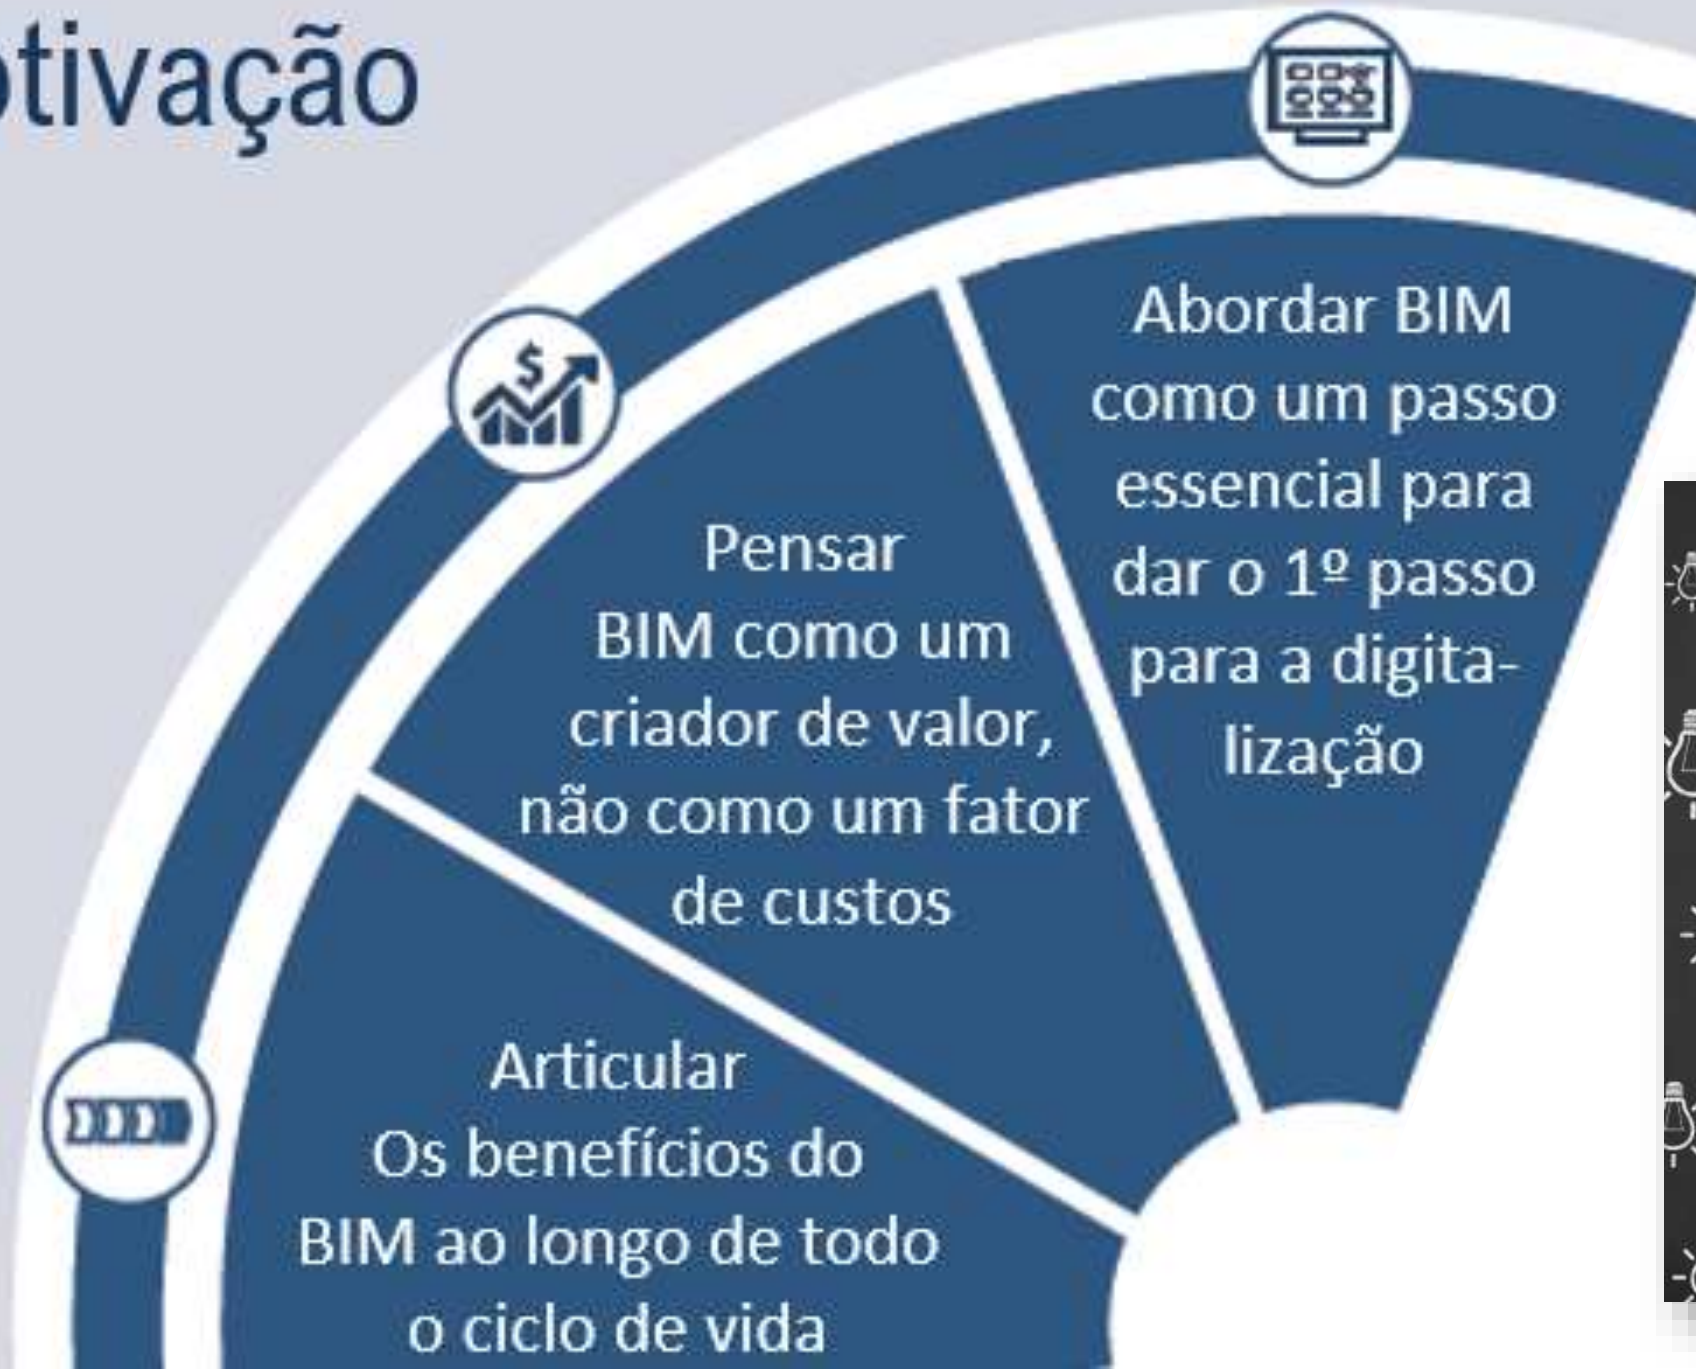 otivação
Abordar BIM
como um passo
essencial para
dar o 1º passo
para a digita-
lização
$
Pensar
BIM como um
criador de valor,
não como um fator
de custos
Articular
Os benefícios do
BIM ao longo de todo
o ciclo de vida